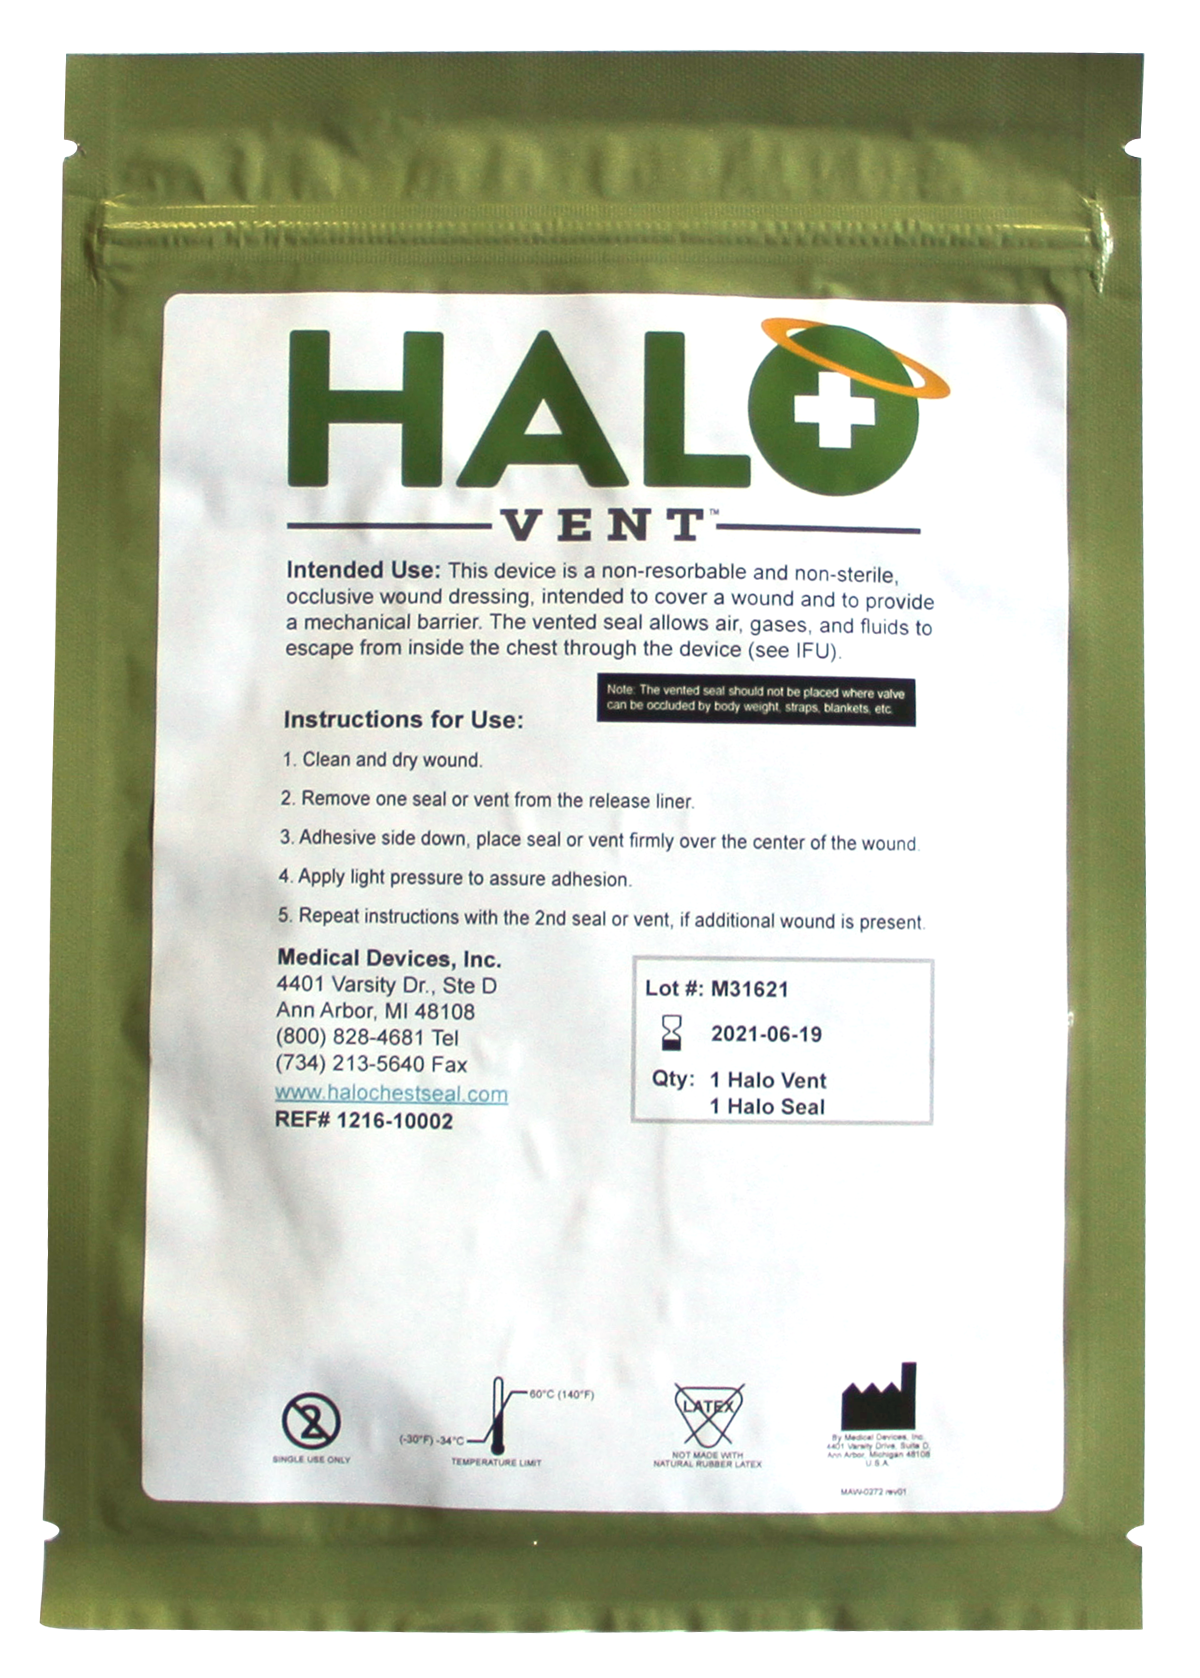 HALO
VENT™
Intended Use: This device is a non-resorbable and non-sterile,
occlusive wound dressing, intended to cover a wound and to provide
a mechanical barrier. The vented seal allows air, gases, and fluids to
escape from inside the chest through the device (see IFU).
Note: The vented seal should not be placed where valve
can be occluded by body weight, straps, blankets, etc.
Instructions for Use:
1. Clean and dry wound.
2. Remove one seal or vent from the release liner.
3. Adhesive side down, place seal or vent firmly over the center of the wound.
4. Apply light pressure to assure adhesion.
5. Repeat instructions with the 2nd seal or vent, if additional wound is present.
Medical Devices, Inc.
4401 Varsity Dr., Ste D
Ann Arbor, MI 48108
(800) 828-4681 Tel
(734) 213-5640 Fax
www.halochestseal.com
REF# 1216-10002
Lot #: M31621
2021-06-19
Qty: 1 Halo Vent
1 Halo Seal
2
SINGLE USE ONLY
60°C (140°F)
(-30°F) -34°C
TEMPERATURE LIMIT
LATEX
NOT MADE WITH
NATURAL RUBBER LATEX
By Medical Devices, Inc.
4401 Varsity Drive, Suite D,
Ann Arbor, Michigan 48108
U.S.A.
MAW-0272 rev01